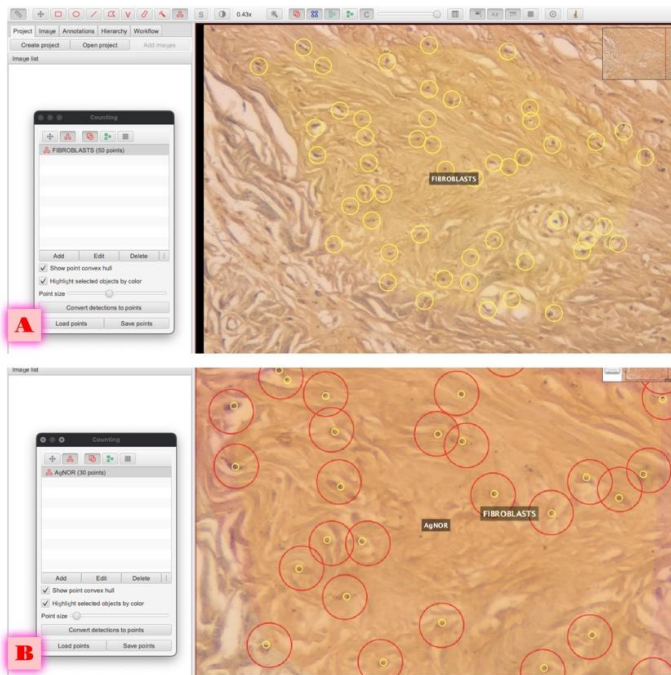 S
0.43x
C
Project Image Annotations Hierarchy Workflow
Create project Open project Add images
Image list
Counting
FIBROBLASTS (50 points)
Add Edit Delete
Show point convex hull
Highlight selected objects by color
Point size
Convert detections to points
Load points Save points
A
FIBROBLASTS
Image list
Counting
AgNOR (30 points)
Add Edit Delete
Show point convex hull
Highlight selected objects by color
Point size
Convert detections to points
Load points Save points
B
FIBROBLASTS
AgNOR